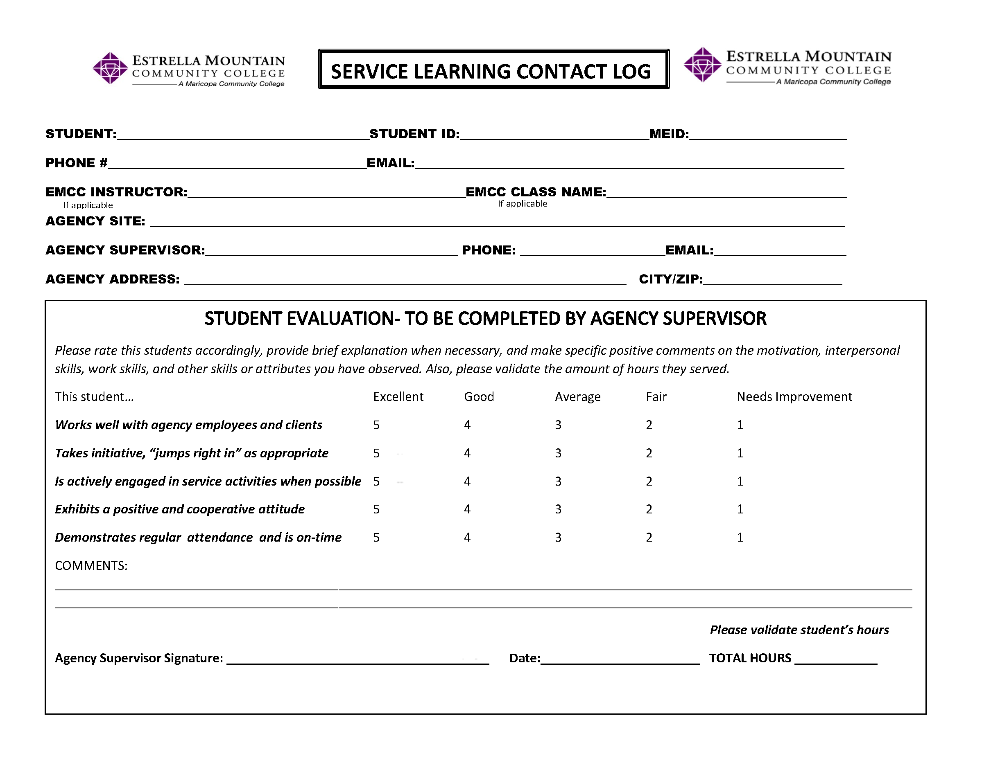 ESTRELLA MOUNTAIN
COMMUNITY COLLEGE
A Maricopa Community College
SERVICE LEARNING CONTACT LOG
ESTRELLA MOUNTAIN
COMMUNITY COLLEGE
A Maricopa Community College
STUDENT: STUDENT ID: MEID:
PHONE # EMAIL:
EMCC INSTRUCTOR: EMCC CLASS NAME:
If applicable If applicable
AGENCY SITE:
AGENCY SUPERVISOR: PHONE: EMAIL:
AGENCY ADDRESS: CITY/ZIP:
STUDENT EVALUATION- TO BE COMPLETED BY AGENCY SUPERVISOR
Please rate this students accordingly, provide brief explanation when necessary, and make specific positive comments on the motivation, interpersonal
skills, work skills, and other skills or attributes you have observed. Also, please validate the amount of hours they served.
This student… Excellent Good Average Fair Needs Improvement
Works well with agency employees and clients 5 4 3 2 1
Takes initiative, “jumps right in” as appropriate 5 4 3 2 1
Is actively engaged in service activities when possible 5 4 3 2 1
Exhibits a positive and cooperative attitude 5 4 3 2 1
Demonstrates regular attendance and is on-time 5 4 3 2 1
COMMENTS:
Please validate student’s hours
Agency Supervisor Signature: Date: TOTAL HOURS